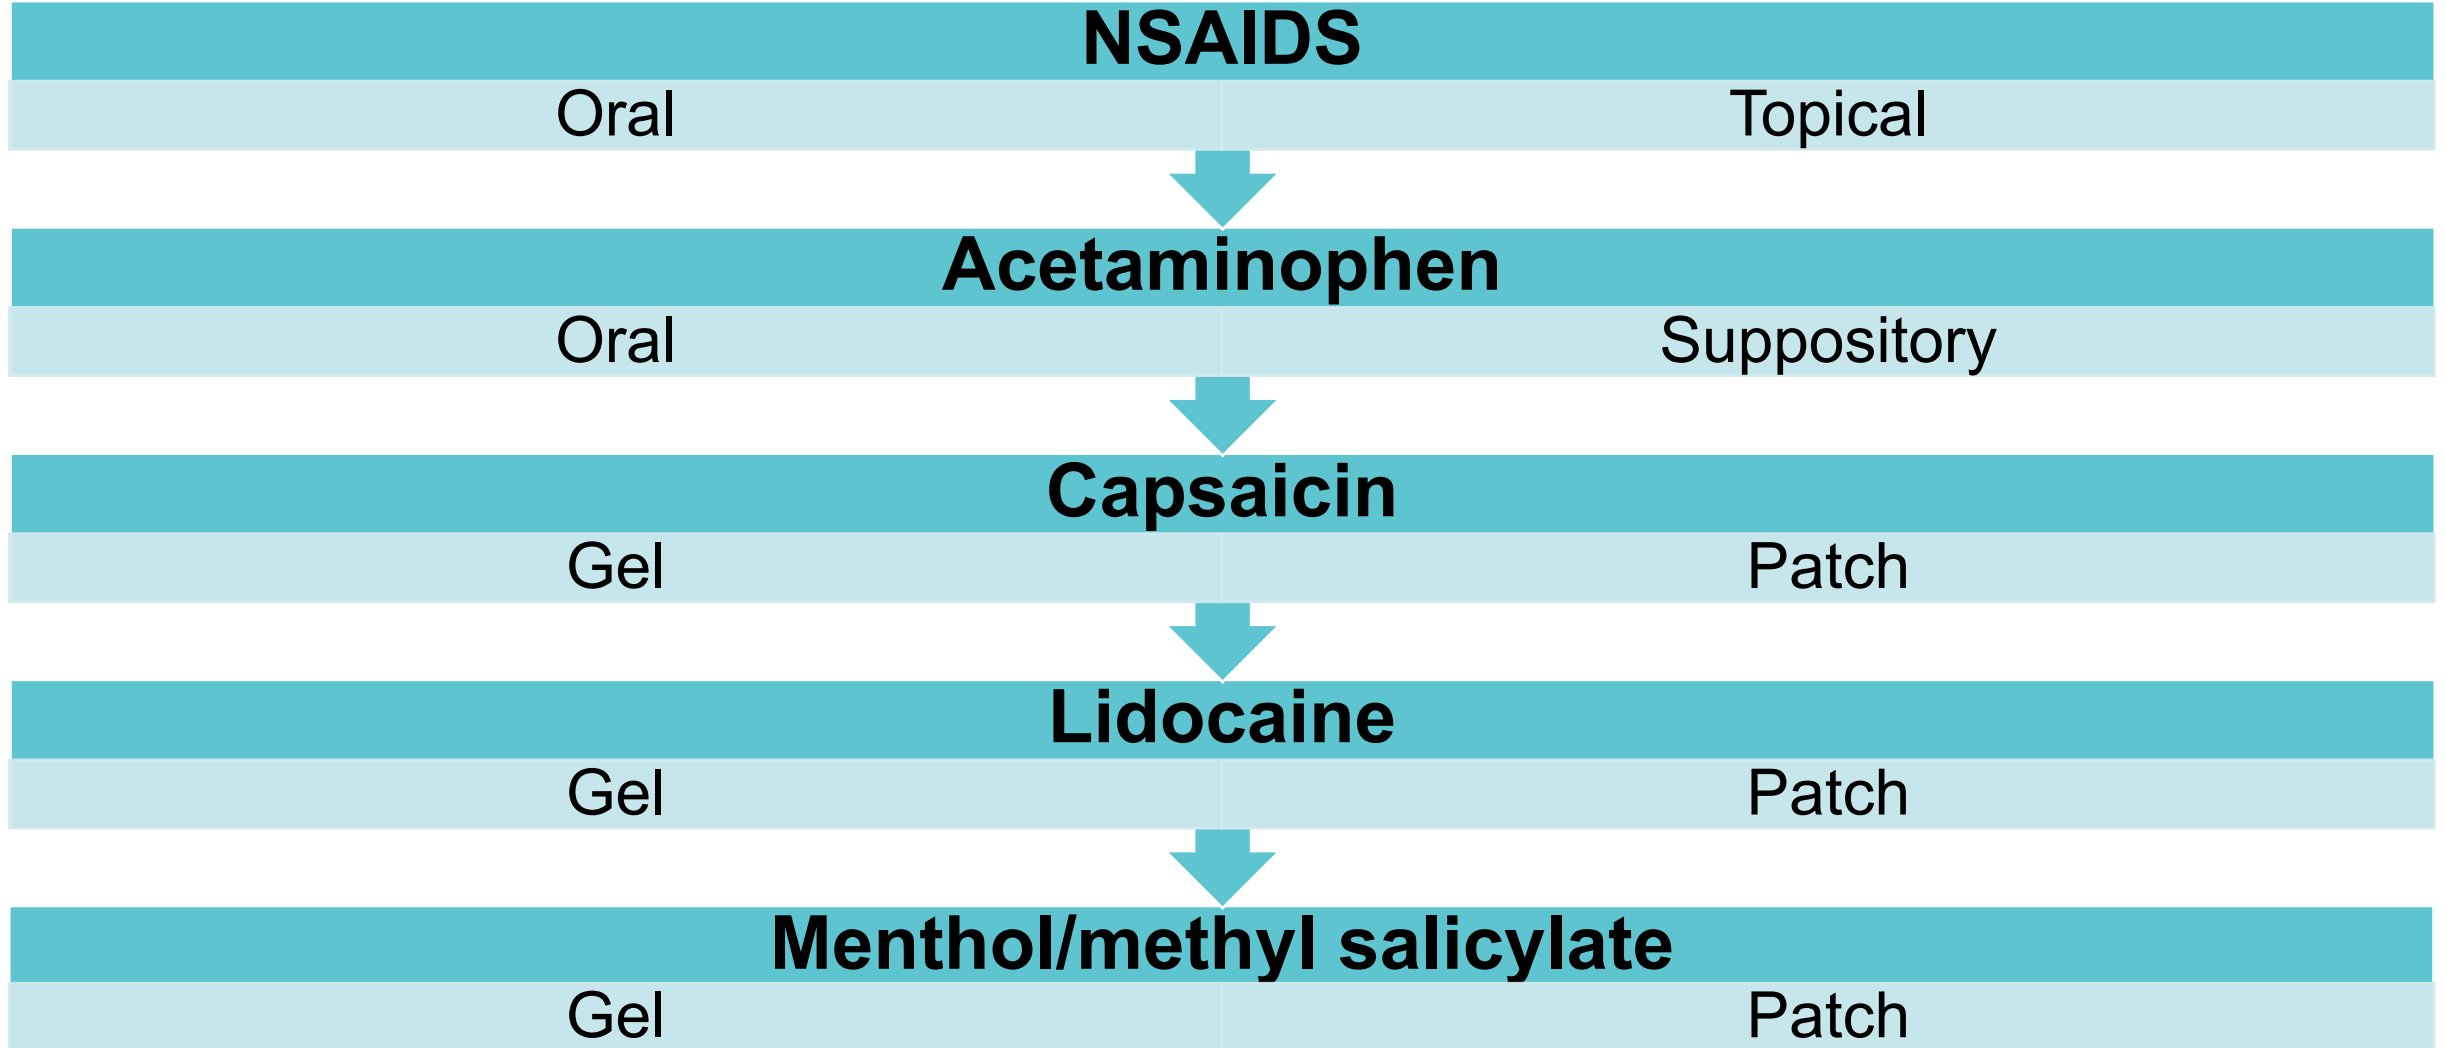 NSAIDS
Oral Topical
Acetaminophen
Oral Suppository
Capsaicin
Gel Patch
Lidocaine
Gel Patch
Menthol/methyl salicylate
Gel Patch